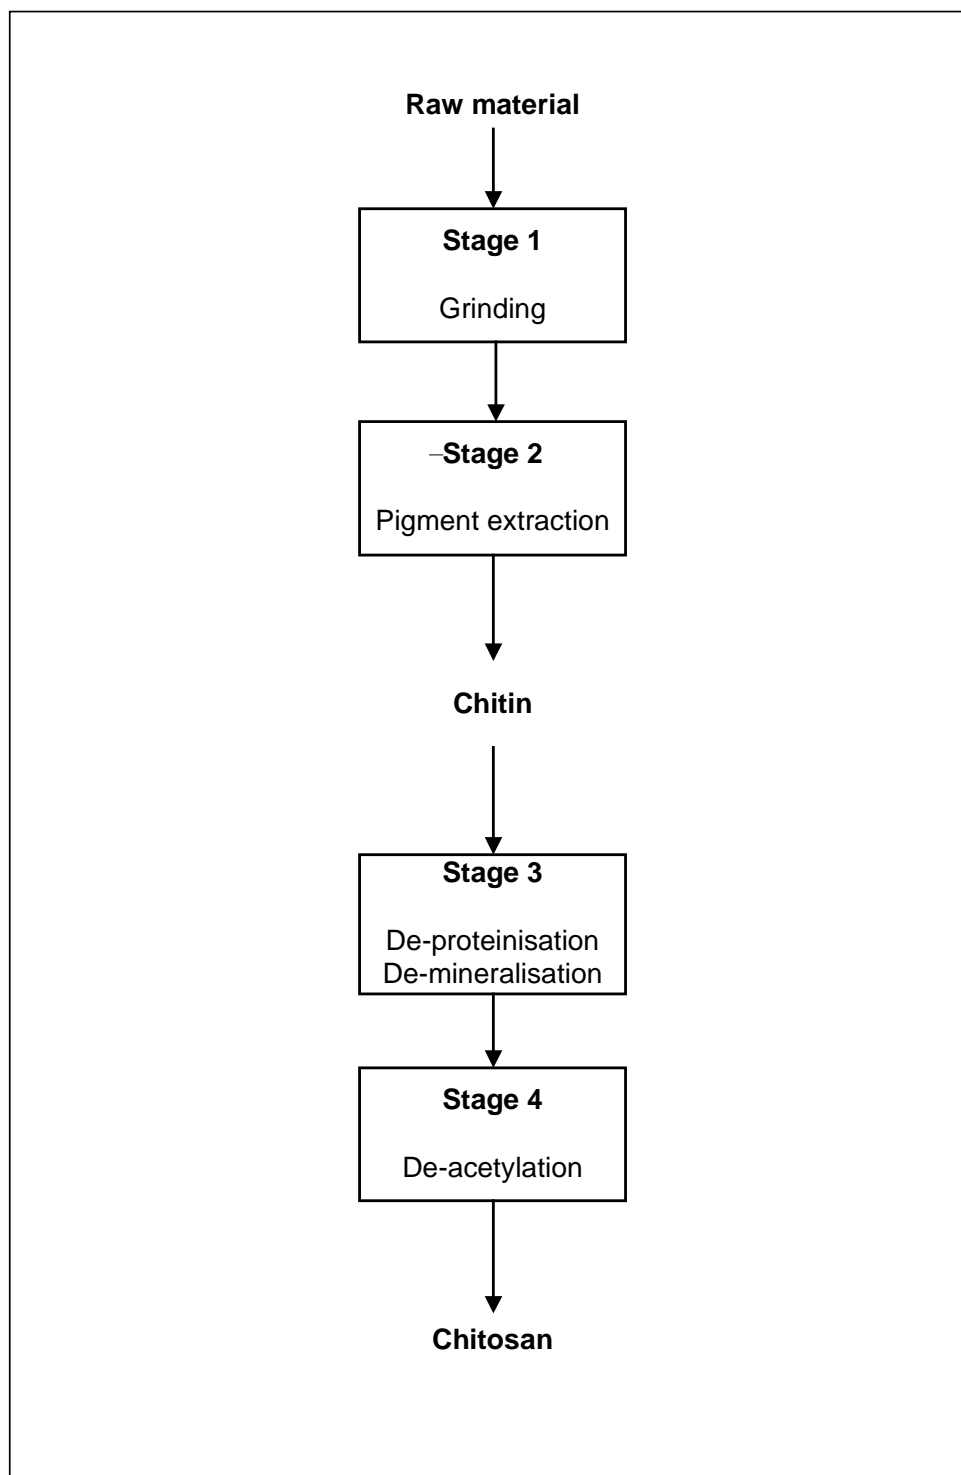 Raw material
Stage 1
Grinding
–Stage 2
Pigment extraction
Chitin
Stage 3
De-proteinisation
De-mineralisation
Stage 4
De-acetylation
Chitosan